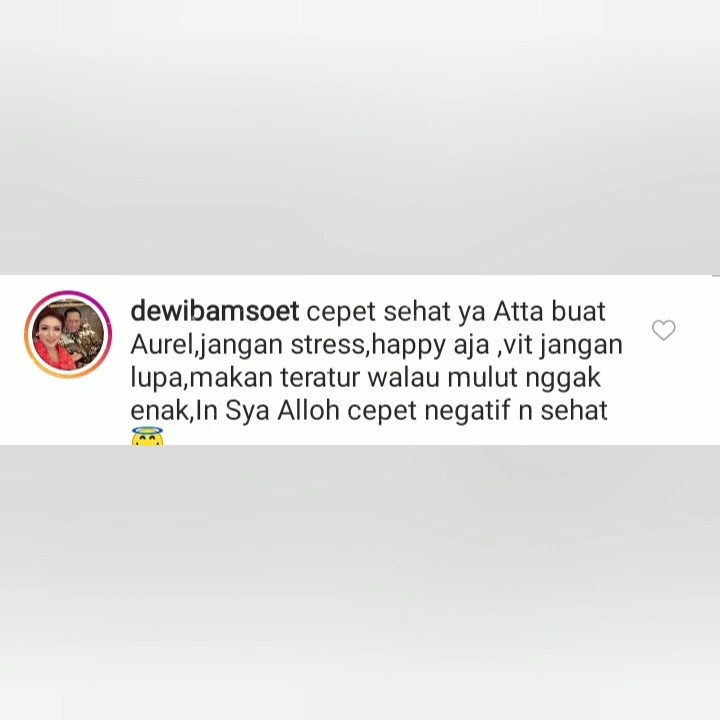 dewibamsoet cepet sehat ya Atta buat
Aurel,jangan stress,happy aja ,vit jangan
lupa,makan teratur walau mulut nggak
enak,In Sya Alloh cepet negatif n sehat
😇